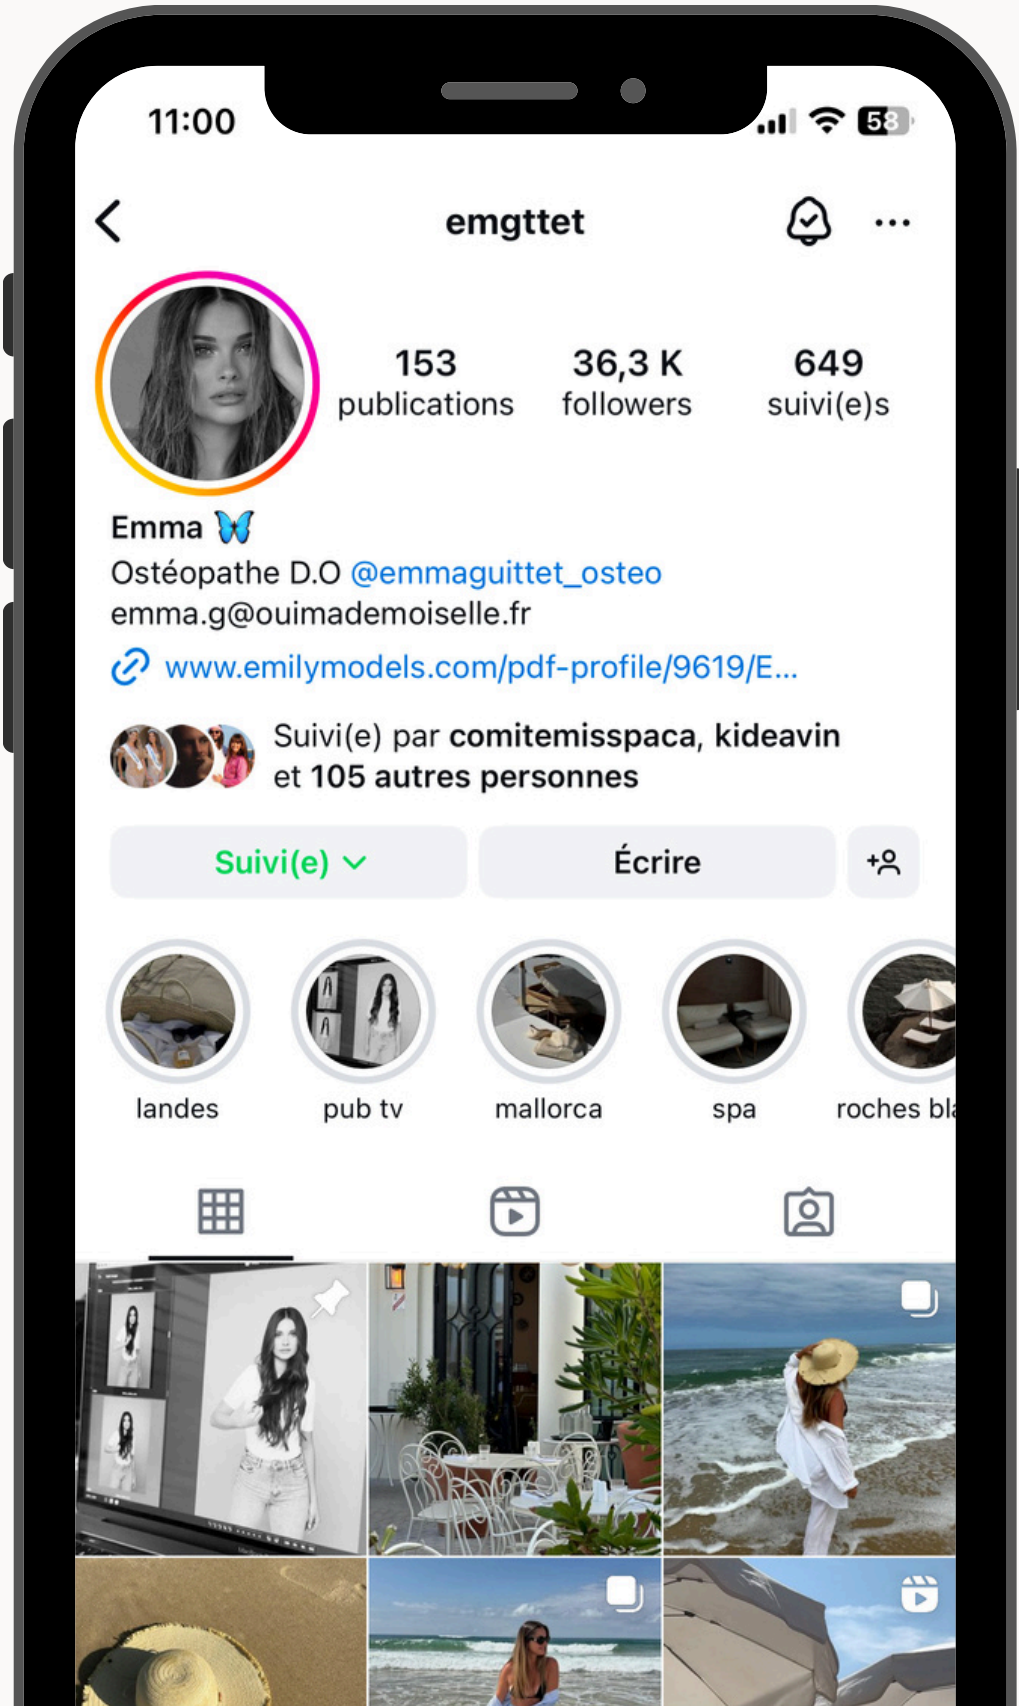 11:00
58
emgttet
153
publications
36,3 K
followers
649
suivi(e)s
Emma 🦋
Ostéopathe D.O @emmaguittet_osteo
emma.g@ouimademoiselle.fr
www.emilymodels.com/pdf-profile/9619/E...
Suivi(e) par comitemisspaca, kideavin
et 105 autres personnes
Suivi(e)
Écrire
landes
pub tv
mallorca
spa
roches bla